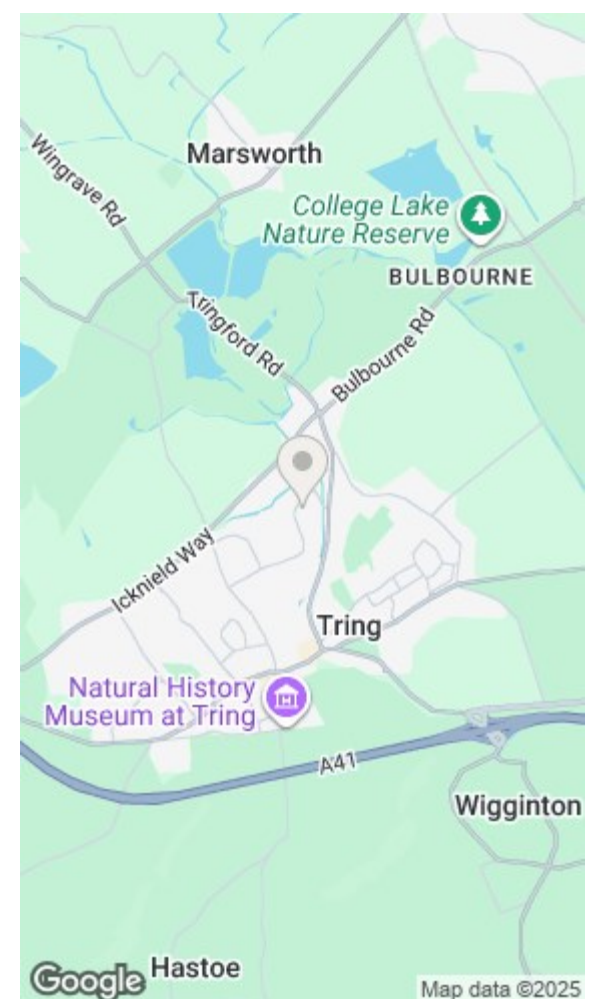 Marsworth
Wingrave Rd
College Lake
Nature Reserve
BULBOURNE
Tringford Rd
Bulbourne Rd
Icknield Way
Tring
Natural History
Museum at Tring
A41
Wigginton
Hastoe
Google
Map data ©2025